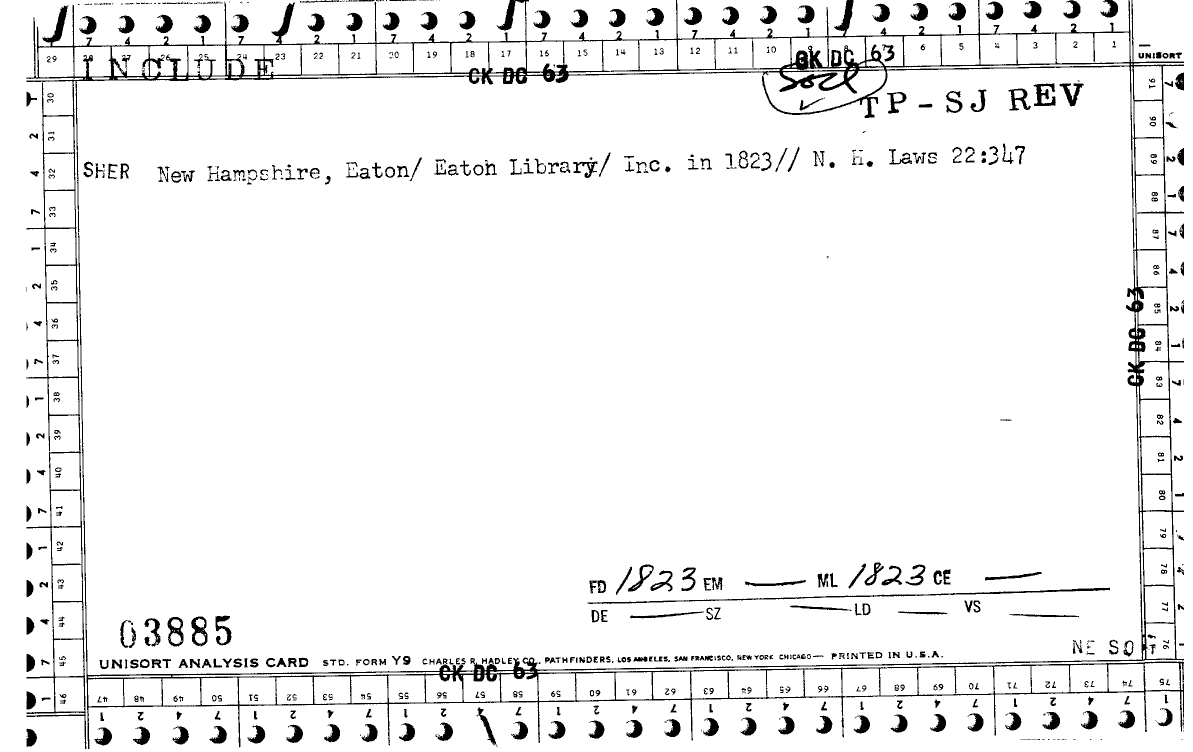 7 4 2 1 7 4 2 1 7 4 2 1 7 4 2 1 7 4 2 1 7 4 2 1
29 28 27 26 25 24 23 22 21 20 19 18 17 16 15 14 13 12 11 10 6 5 4 3 2 1
UNISORT
INCLUDE
CK DC 63
CK DC 63
TP-SJ REV
SHER New Hampshire, Eaton/ Eaton Library/ Inc. in 1823// N. H. Laws 22:347
30 31 32 33 34 35 36 37 38 39 40 41 42 43 44 45 46
91 90 89 88 87 86 85 84 83 82 81 80 79 78 77 76
CK DC 63
FD 1823 EM — ML 1823 CE —
DE — SZ — LD — VS —
03885
NE SO
UNISORT ANALYSIS CARD STD. FORM Y9 CHARLES R. HADLEY CO., PATHFINDERS, LOS ANGELES, SAN FRANCISCO, NEW YORK CHICAGO— PRINTED IN U.S.A.
CK DC 63
47 48 49 50 51 52 53 54 55 56 57 58 59 60 61 62 63 64 65 66 67 68 69 70 71 72 73 74 75